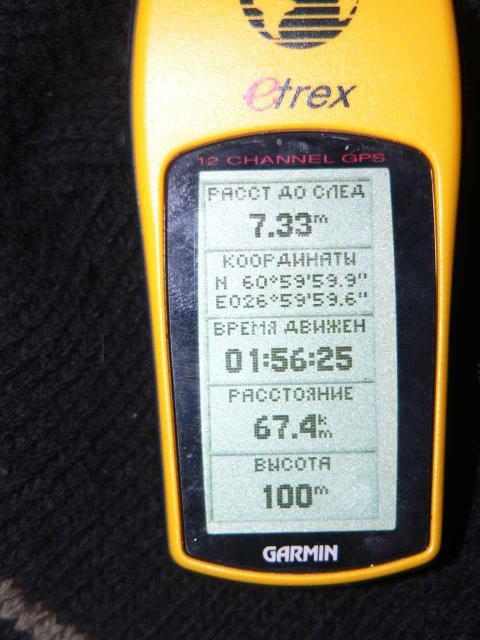 etrex
12 CHANNEL GPS
РАССТ ДО СЛЕД
7.33m
КООРДИНАТЫ
N 60°59'59.9"
E026°59'59.6"
ВРЕМЯ ДВИЖЕН
01:56:25
РАССТОЯНИЕ
67.4km
ВЫСОТА
100m
GARMIN